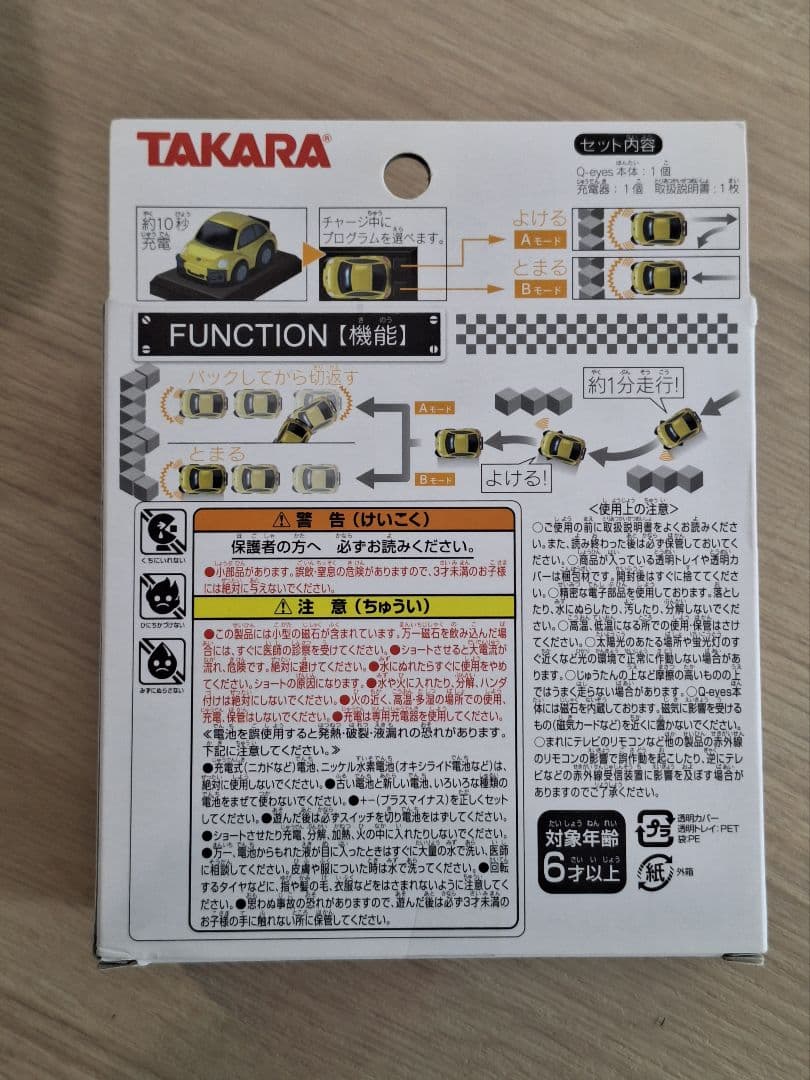 TAKARA®
セット内容
Q-eyes 本体：1個
充電器：1個 取扱説明書：1枚
約10秒
充電
チャージ中に
プログラムを選べます。
よける
Aモード
とまる
Bモード
FUNCTION【機能】
バックしてから切返す
Aモード
約1分走行!
とまる
Bモード
よける!
くちにいれない
ひにちかづけない
みずにぬらさない
⚠警 告（けいこく）
保護者の方へ 必ずお読みください。
●小部品があります。誤飲・窒息の危険がありますので、3才未満のお子様
には絶対に与えないでください。
⚠注 意（ちゅうい）
●この製品には小型の磁石が含まれています。万一磁石を飲み込んだ場
合には、すぐに医師の診察を受けてください。●ショートさせると大電流が
流れ、危険です。絶対に避けてください。●水にぬれたらすぐに使用をやめ
てください。ショートの原因になります。●水や火に入れたり、分解、ハンダ
付けは絶対にしないでください。●火の近く、高温・多湿の場所での使用、
充電、保管はしないでください。●充電は専用充電器を使用してください。
≪電池を誤使用すると発熱・破裂・液漏れの恐れがあります。
下記に注意してください。≫
●充電式（ニカドなど）電池、ニッケル水素電池（オキシライド電池など）は、
絶対に使用しないでください。●古い電池と新しい電池、いろいろな種類の
電池をまぜて使わないでください。●+−（プラスマイナス）を正しくセット
してください。●遊んだ後は必ずスイッチを切り電池をはずしてください。
●ショートさせたり充電、分解、加熱、火の中に入れたりしないでください。
●万一、電池からもれた液が目に入ったときはすぐに大量の水で洗い、医師
に相談してください。皮膚や服についた時は水で洗ってください。●回転
するタイヤなどに、指や髪の毛、衣服などをはさまれないように注意してく
ださい。●思わぬ事故の恐れがありますので、遊んだ後は必ず3才未満の
お子様の手に触れない所に保管してください。
＜使用上の注意＞
○ご使用の前に取扱説明書をよくお読みくださ
い。また、読み終わった後は必ず保管しておいてく
ださい。○商品が入っている透明トレイや透明カ
バーは梱包材です。開封後はすぐに捨ててくださ
い。○精密な電子部品を使用しております。落とし
たり、水にぬらしたり、汚したり、分解しないでくだ
さい。○高温、低温になる所での使用・保管はさけ
てください。○太陽光のあたる場所や蛍光灯のす
ぐ近くなど光の環境で正常に作動しない場合があ
ります。○じゅうたんの上など摩擦の高いものの上
ではうまく走らない場合があります。○Q-eyes本
体には磁石を内蔵しております。磁気に影響を受ける
もの（磁気カードなど）を近くに置かないでください。
○まれにテレビのリモコンなど他の製品の赤外線
のリモコンの影響で誤作動を起こしたり、逆にテレ
ビなどの赤外線受信装置に影響を及ぼす場合が
ありますのでご了承ください。
対象年齢
6才以上
プラ
透明カバー
透明トレイ：PET
袋：PE
紙
外箱